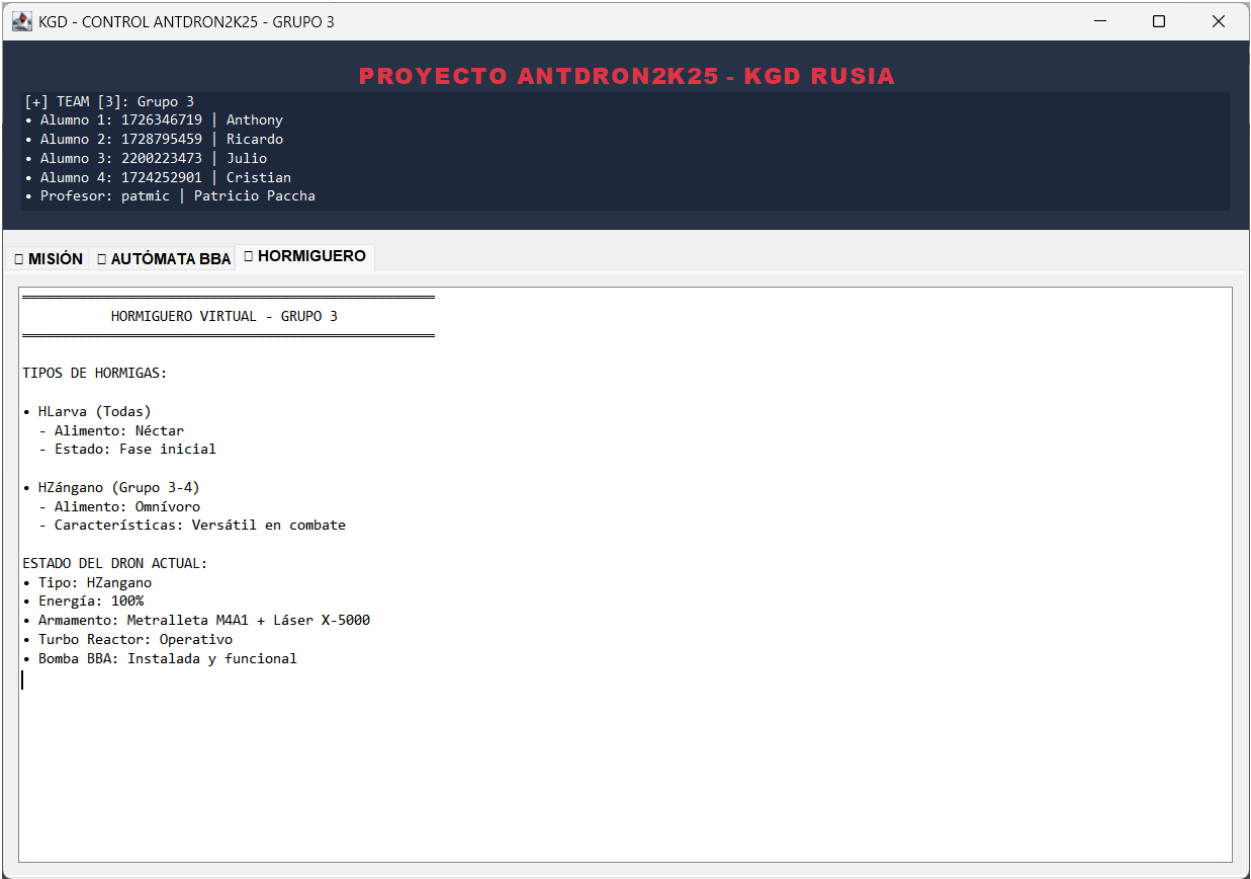 KGD - CONTROL ANTDRON2K25 - GRUPO 3
PROYECTO ANTDRON2K25 - KGD RUSIA
[+] TEAM [3]: Grupo 3
• Alumno 1: 1726346719 | Anthony
• Alumno 2: 1728795459 | Ricardo
• Alumno 3: 2200223473 | Julio
• Alumno 4: 1724252901 | Cristian
• Profesor: patmic | Patricio Paccha
MISIÓN AUTÓMATA BBA HORMIGUERO
HORMIGUERO VIRTUAL - GRUPO 3
TIPOS DE HORMIGAS:
• HLarva (Todas)
- Alimento: Néctar
- Estado: Fase inicial
• HZángano (Grupo 3-4)
- Alimento: Omnívoro
- Características: Versátil en combate
ESTADO DEL DRON ACTUAL:
• Tipo: HZangano
• Energía: 100%
• Armamento: Metralleta M4A1 + Láser X-5000
• Turbo Reactor: Operativo
• Bomba BBA: Instalada y funcional